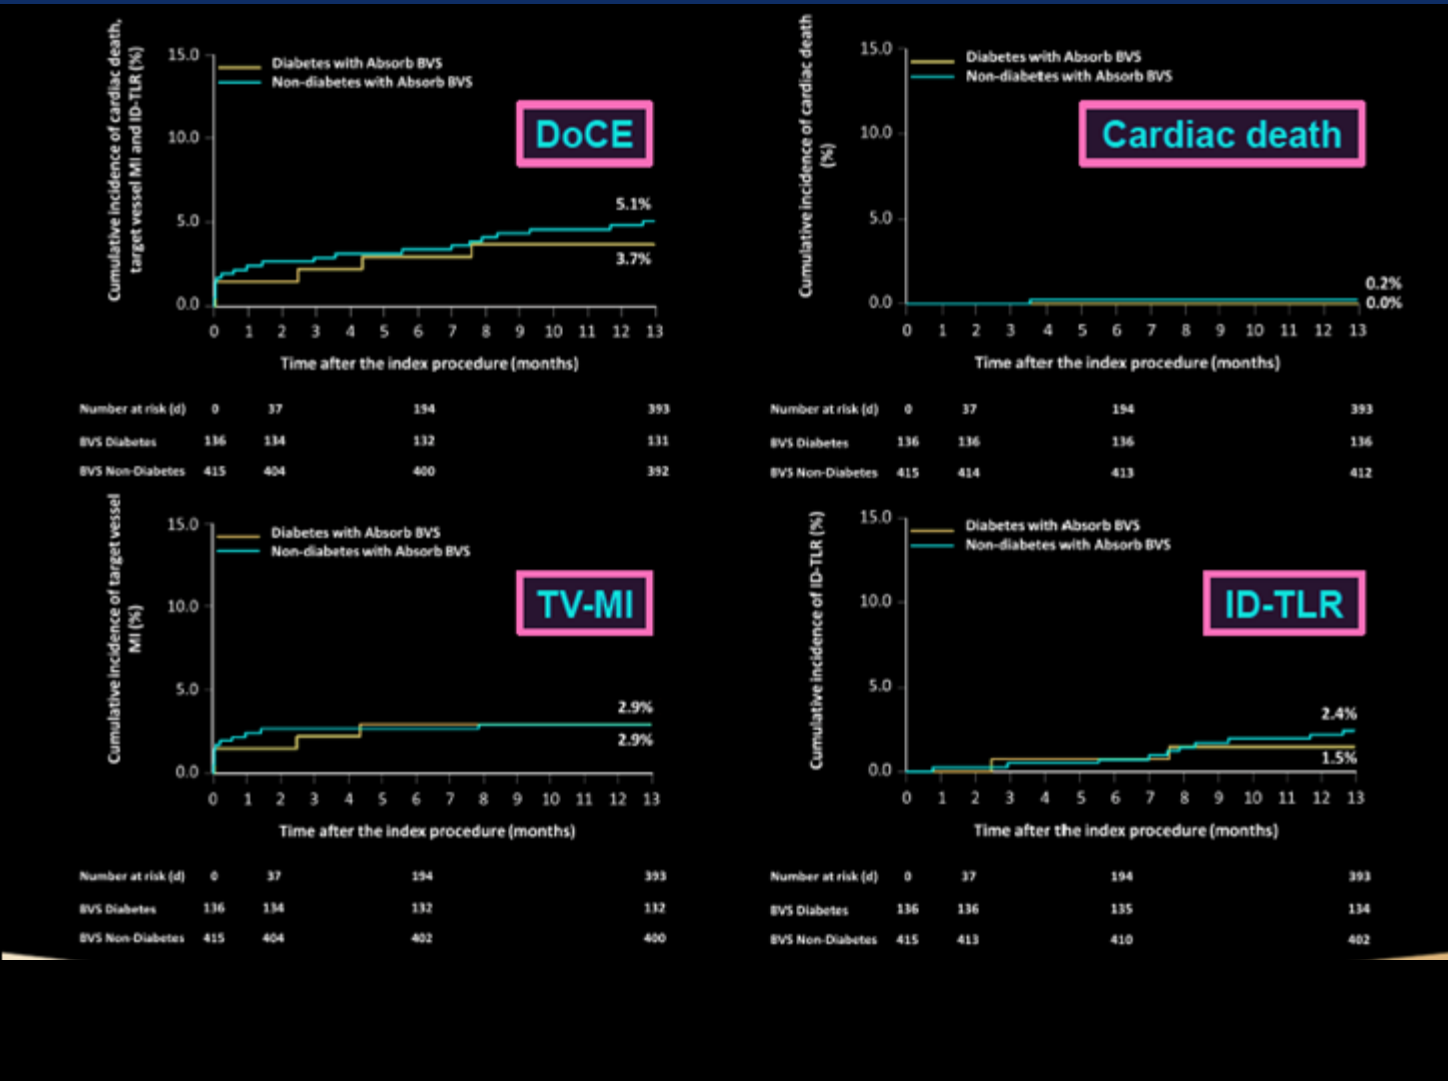 Cumulative incidence of cardiac death,
target vessel MI and ID-TLR (%)
15.0
10.0
5.0
0.0
Diabetes with Absorb BVS
Non-diabetes with Absorb BVS
DoCE
5.1%
3.7%
0 1 2 3 4 5 6 7 8 9 10 11 12 13
Time after the index procedure (months)
Number at risk (d) 0 37 194 393
BVS Diabetes 136 134 132 131
BVS Non-Diabetes 415 404 400 392
Cumulative incidence of cardiac death
(%)
15.0
10.0
5.0
0.0
Diabetes with Absorb BVS
Non-diabetes with Absorb BVS
Cardiac death
0.2%
0.0%
0 1 2 3 4 5 6 7 8 9 10 11 12 13
Time after the index procedure (months)
Number at risk (d) 0 37 194 393
BVS Diabetes 136 136 136 136
BVS Non-Diabetes 415 414 413 412
Cumulative incidence of target vessel
MI (%)
15.0
10.0
5.0
0.0
Diabetes with Absorb BVS
Non-diabetes with Absorb BVS
TV-MI
2.9%
2.9%
0 1 2 3 4 5 6 7 8 9 10 11 12 13
Time after the index procedure (months)
Number at risk (d) 0 37 194 393
BVS Diabetes 136 134 132 132
BVS Non-Diabetes 415 404 402 400
Cumulative incidence of ID-TLR (%)
15.0
10.0
5.0
0.0
Diabetes with Absorb BVS
Non-diabetes with Absorb BVS
ID-TLR
2.4%
1.5%
0 1 2 3 4 5 6 7 8 9 10 11 12 13
Time after the index procedure (months)
Number at risk (d) 0 37 194 393
BVS Diabetes 136 136 135 134
BVS Non-Diabetes 415 413 410 402